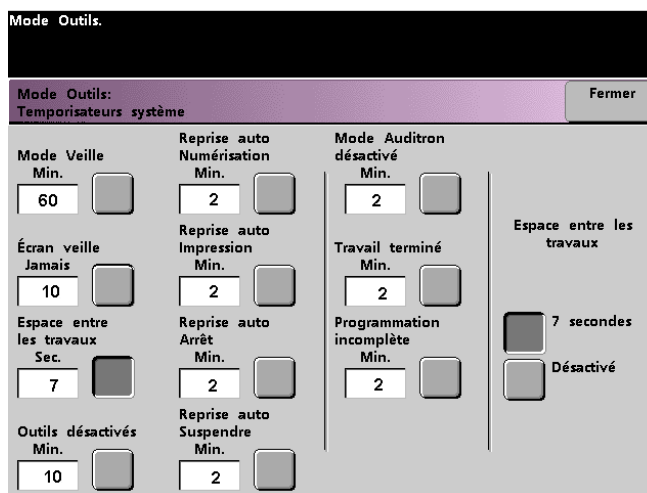 Mode Outils.
Mode Outils:
Temporisateurs système
Fermer
Mode Veille
Min.
60
Écran veille
Jamais
10
Espace entre
les travaux
Sec.
7
Outils désactivés
Min.
10
Reprise auto
Numérisation
Min.
2
Reprise auto
Impression
Min.
2
Reprise auto
Arrêt
Min.
2
Reprise auto
Suspendre
Min.
2
Mode Auditron
désactivé
Min.
2
Travail terminé
Min.
2
Programmation
incomplète
Min.
2
Espace entre les
travaux
7 secondes
Désactivé